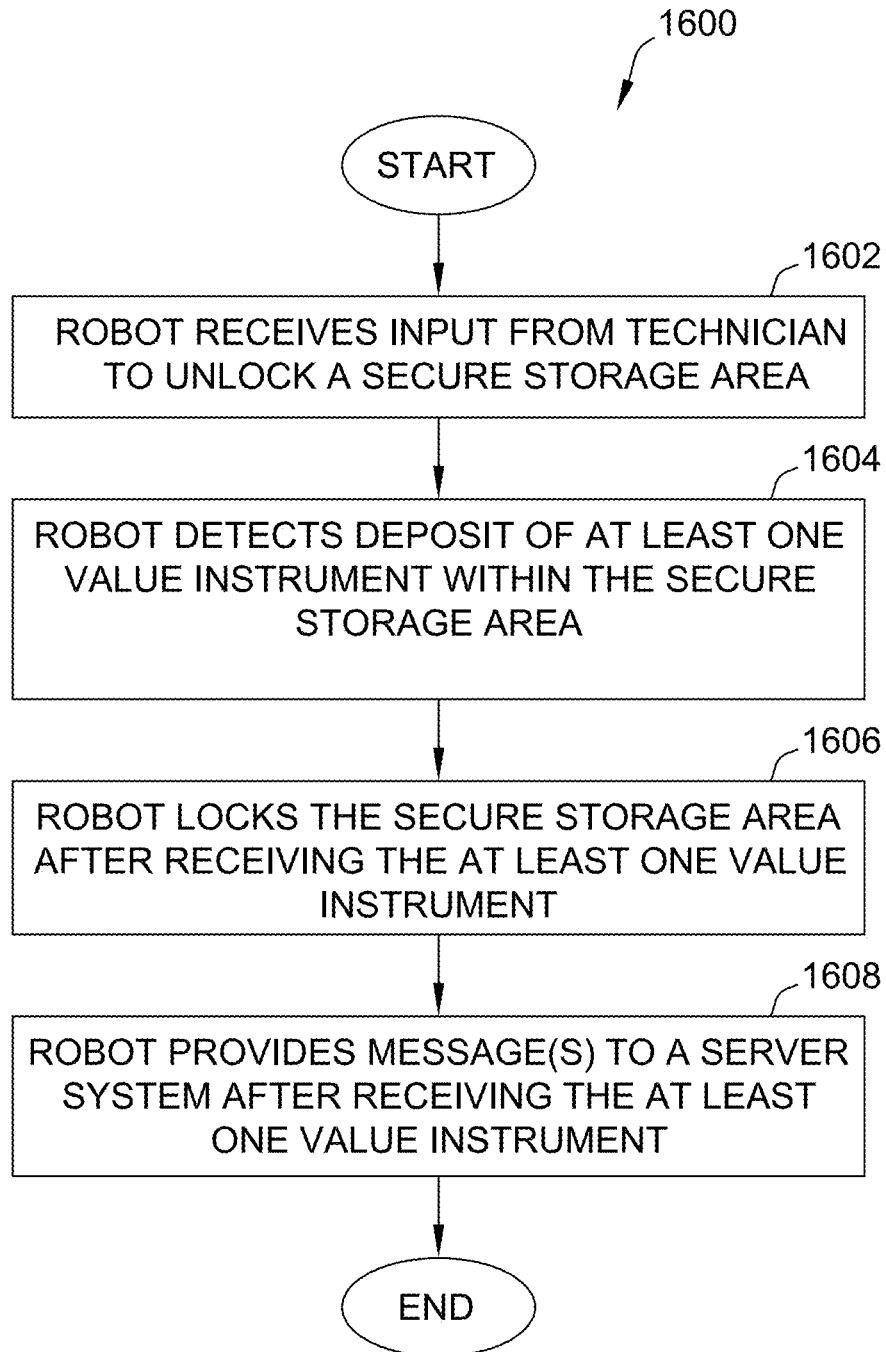 1600
START
1602
ROBOT RECEIVES INPUT FROM TECHNICIAN
TO UNLOCK A SECURE STORAGE AREA
1604
ROBOT DETECTS DEPOSIT OF AT LEAST ONE
VALUE INSTRUMENT WITHIN THE SECURE
STORAGE AREA
1606
ROBOT LOCKS THE SECURE STORAGE AREA
AFTER RECEIVING THE AT LEAST ONE VALUE
INSTRUMENT
1608
ROBOT PROVIDES MESSAGE(S) TO A SERVER
SYSTEM AFTER RECEIVING THE AT LEAST
ONE VALUE INSTRUMENT
END